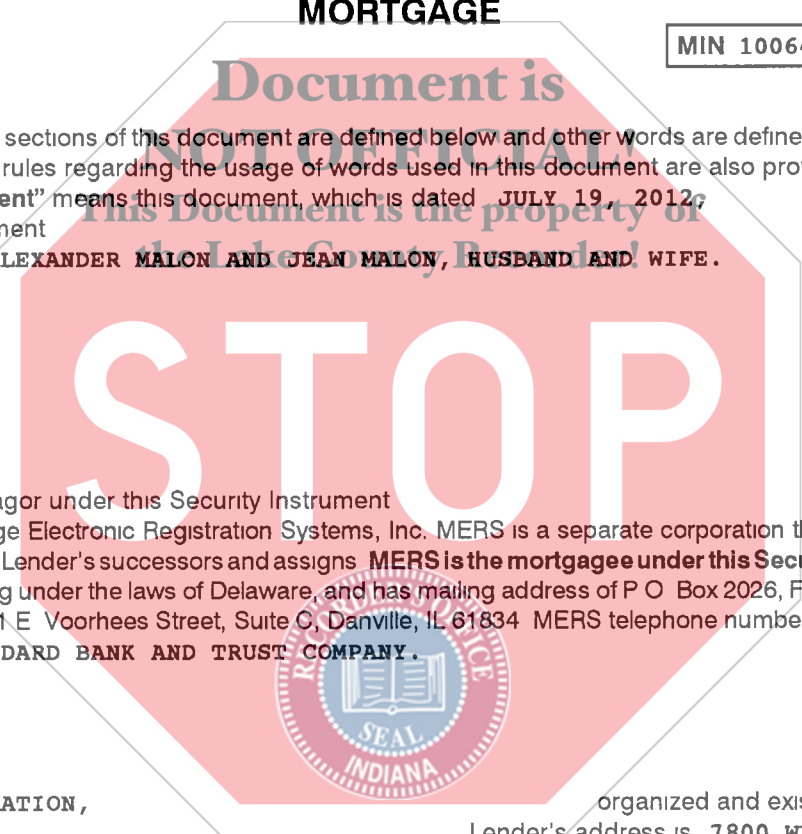 MORTGAGE
MIN 10064
Document is
sections of this document are defined below and other words are define
NOT OFFICIAL!
rules regarding the usage of words used in this document are also pro
ent” means this document, which is dated JULY 19, 2012,
This Document is the property of
ment
the Lake County Recorder!
LEXANDER MALON AND JEAN MALON, HUSBAND AND WIFE.
STOP
agor under this Security Instrument
ge Electronic Registration Systems, Inc. MERS is a separate corporation th
Lender's successors and assigns MERS is the mortgagee under this Secu
g under the laws of Delaware, and has mailing address of P O Box 2026, F
1 E Voorhees Street, Suite C, Danville, IL 61834 MERS telephone numbe
DARD BANK AND TRUST COMPANY.
RECORDER'S OFFICE
SEAL
INDIANA
ATION,
organized and exis
Lender's address is 7800 W